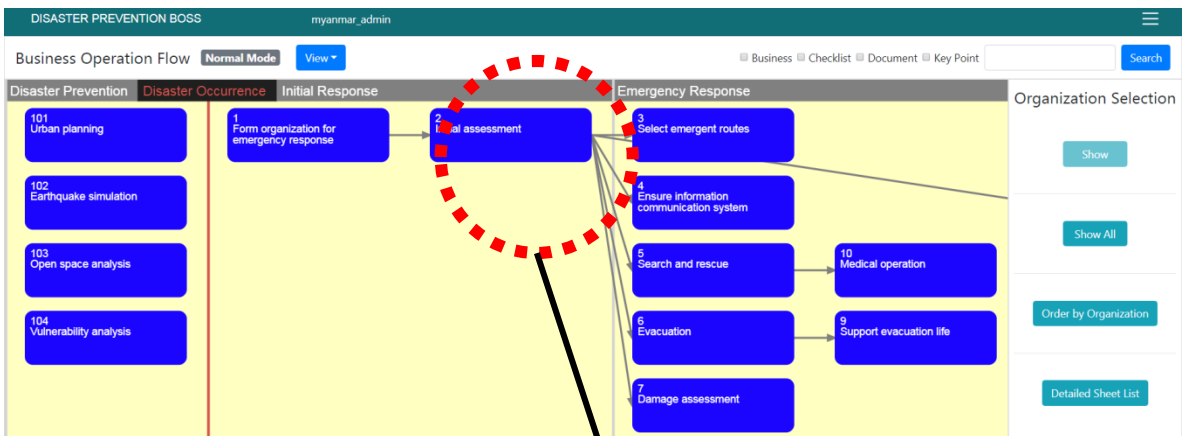 DISASTER PREVENTION BOSS myanmar_admin
Business Operation Flow Normal Mode View Business Checklist Document Key Point Search
Disaster Prevention Disaster Occurrence Initial Response Emergency Response
Organization Selection
101
Urban planning
1
Form organization for
emergency response
2
Initial assessment
3
Select emergent routes
Show
102
Earthquake simulation
4
Ensure information
communication system
Show All
103
Open space analysis
5
Search and rescue
10
Medical operation
Order by Organization
104
Vulnerability analysis
6
Evacuation
9
Support evacuation life
7
Damage assessment
Detailed Sheet List